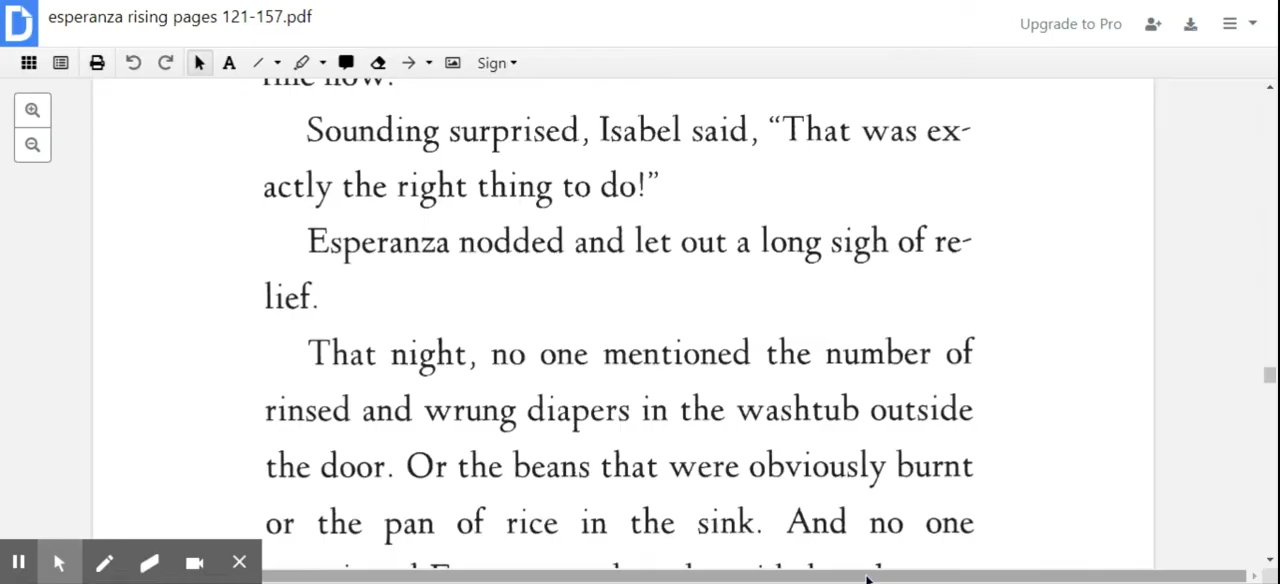 esperanza rising pages 121-157.pdf
Upgrade to Pro
Sign
Sounding surprised, Isabel said, “That was ex-
actly the right thing to do!”
Esperanza nodded and let out a long sigh of re-
lief.
That night, no one mentioned the number of
rinsed and wrung diapers in the washtub outside
the door. Or the beans that were obviously burnt
or the pan of rice in the sink. And no one